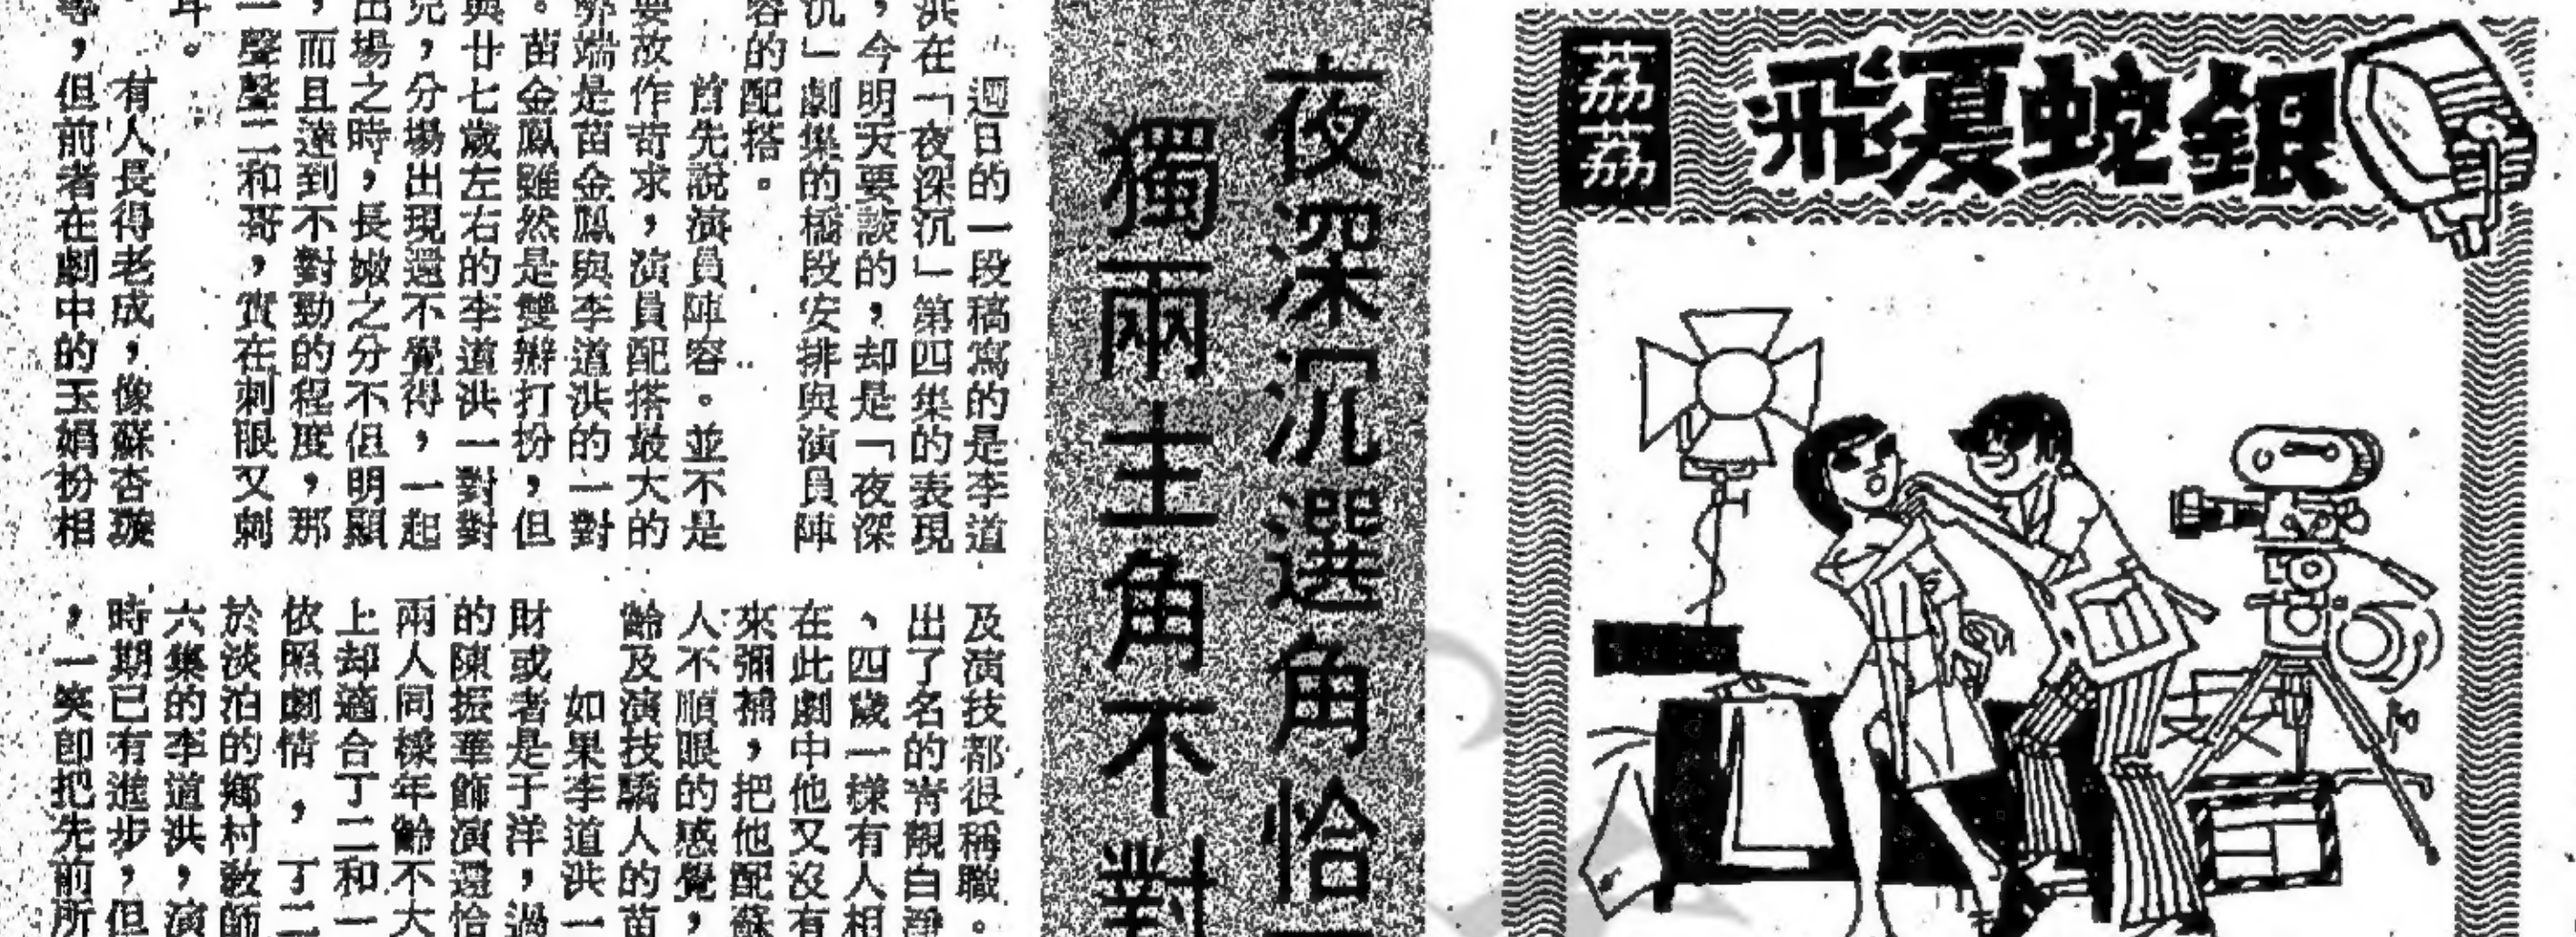 銀蛇夏飛
荔荔
夜深沉選角恰
獨兩主角不對
週日的一段稿寫的是李道
洪在「夜深沉」第四集的表現
，今明天要談的，却是「夜深
沉」劇集的橋段安排與演員陣
容的配搭。
首先說演員陣容。並不是
要故作苛求，演員配搭最大的
弊端是苗金鳳與李道洪的一對
。苗金鳳雖然是雙辮打扮，但
與廿七歲左右的李道洪一對對
兒，分場出現還不覺得，一起
出場之時，長嫩之分不但明顯
，而且達到不對勁的程度，那
一聲聲二和哥，實在刺眼又刺
耳。
有人長得老成，像蘇杏璇
等，但前者在劇中的玉娟扮相
及演技都很稱職。
出了名的青靚白淨
、四歲一樣有人相
在此劇中他又沒有
來彌補，把他配蘇
人不順眼的感覺，
齡及演技驕人的苗
如果李道洪一
財或者是于洋，過
的陳振華飾演還恰
兩人同樣年齡不大
上却適合丁二和一
依照劇情，丁二
於淡泊的鄉村教師
六集的李道洪，演
時期已有進步，但
，一笑卽把先前所